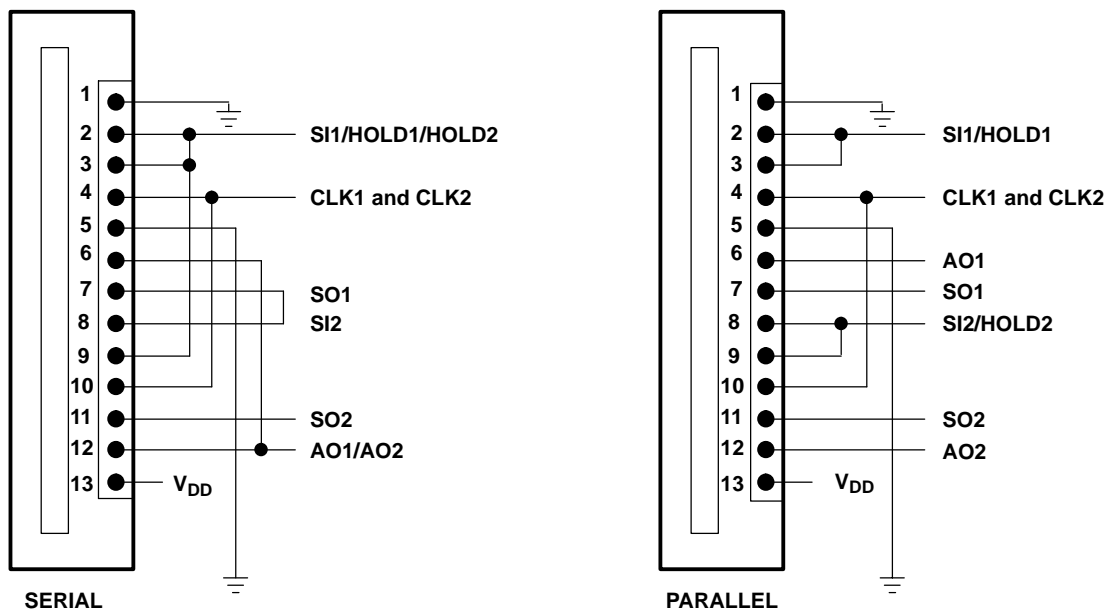 1
2 SI1/HOLD1/HOLD2
3
4 CLK1 and CLK2
5
6
7 SO1
8 SI2
9
10
11 SO2
12 AO1/AO2
13 VDD
SERIAL
1
2 SI1/HOLD1
3
4 CLK1 and CLK2
5
6 AO1
7 SO1
8 SI2/HOLD2
9
10
11 SO2
12 AO2
13 VDD
PARALLEL